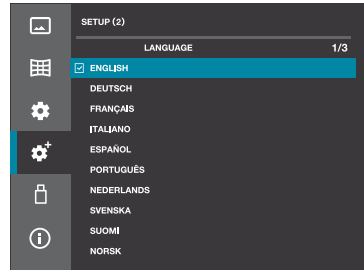 SETUP (2)
LANGUAGE 1/3
ENGLISH
DEUTSCH
FRANÇAIS
ITALIANO
ESPAÑOL
PORTUGUÊS
NEDERLANDS
SVENSKA
SUOMI
NORSK